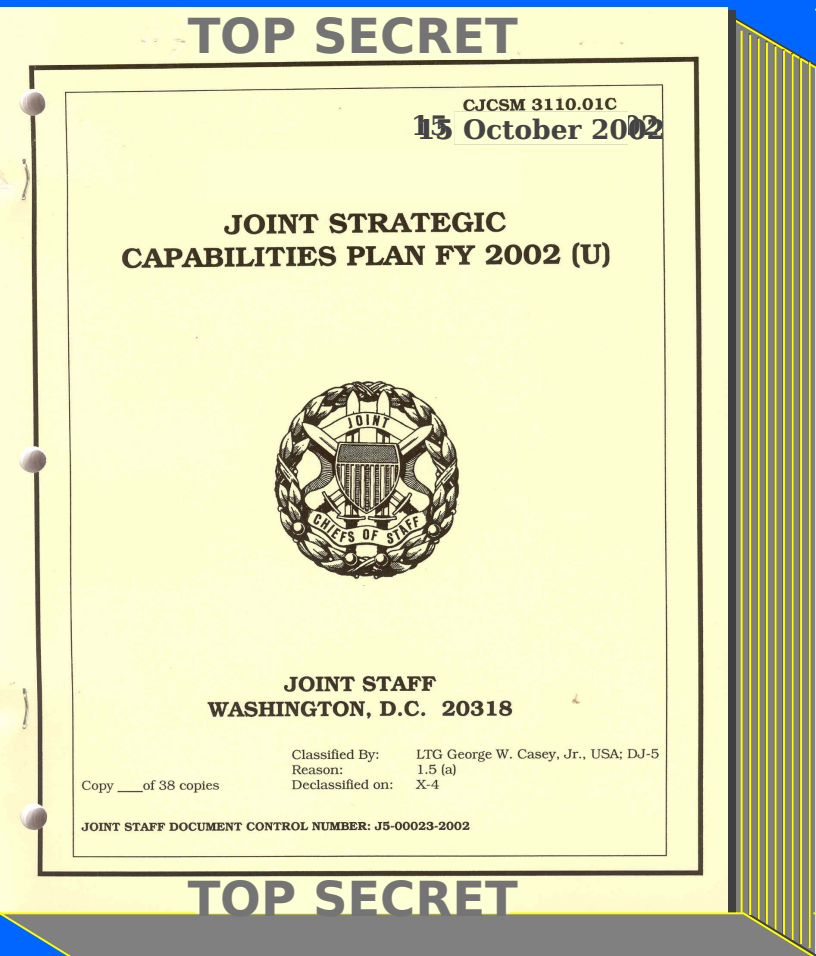 TOP SECRET
CJCSM 3110.01C
15 October 2002
JOINT STRATEGIC
CAPABILITIES PLAN FY 2002 (U)
JOINT
CHIEFS OF STAFF
JOINT STAFF
WASHINGTON, D.C. 20318
Classified By: LTG George W. Casey, Jr., USA; DJ-5
Reason: 1.5 (a)
Copy ___of 38 copies Declassified on: X-4
JOINT STAFF DOCUMENT CONTROL NUMBER: J5-00023-2002
TOP SECRET